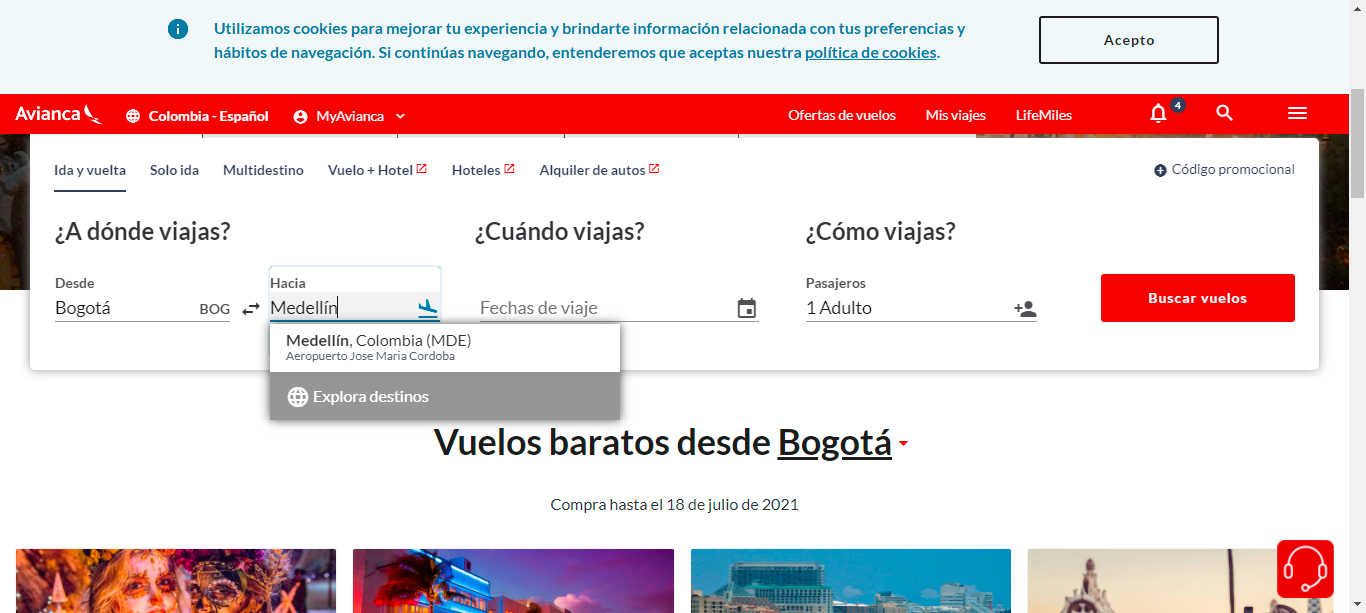 Utilizamos cookies para mejorar tu experiencia y brindarte información relacionada con tus preferencias y
hábitos de navegación. Si continúas navegando, entenderemos que aceptas nuestra política de cookies.
Acepto
Avianca
Colombia - Español
MyAvianca
Ofertas de vuelos
Mis viajes
LifeMiles
4
Ida y vuelta
Solo ida
Multidestino
Vuelo + Hotel
Hoteles
Alquiler de autos
Código promocional
¿A dónde viajas?
¿Cuándo viajas?
¿Cómo viajas?
Desde
Hacia
Pasajeros
Bogotá
BOG
Medellín
Fechas de viaje
1 Adulto
Buscar vuelos
Medellín, Colombia (MDE)
Aeropuerto Jose Maria Cordoba
Explora destinos
Vuelos baratos desde Bogotá
Compra hasta el 18 de julio de 2021